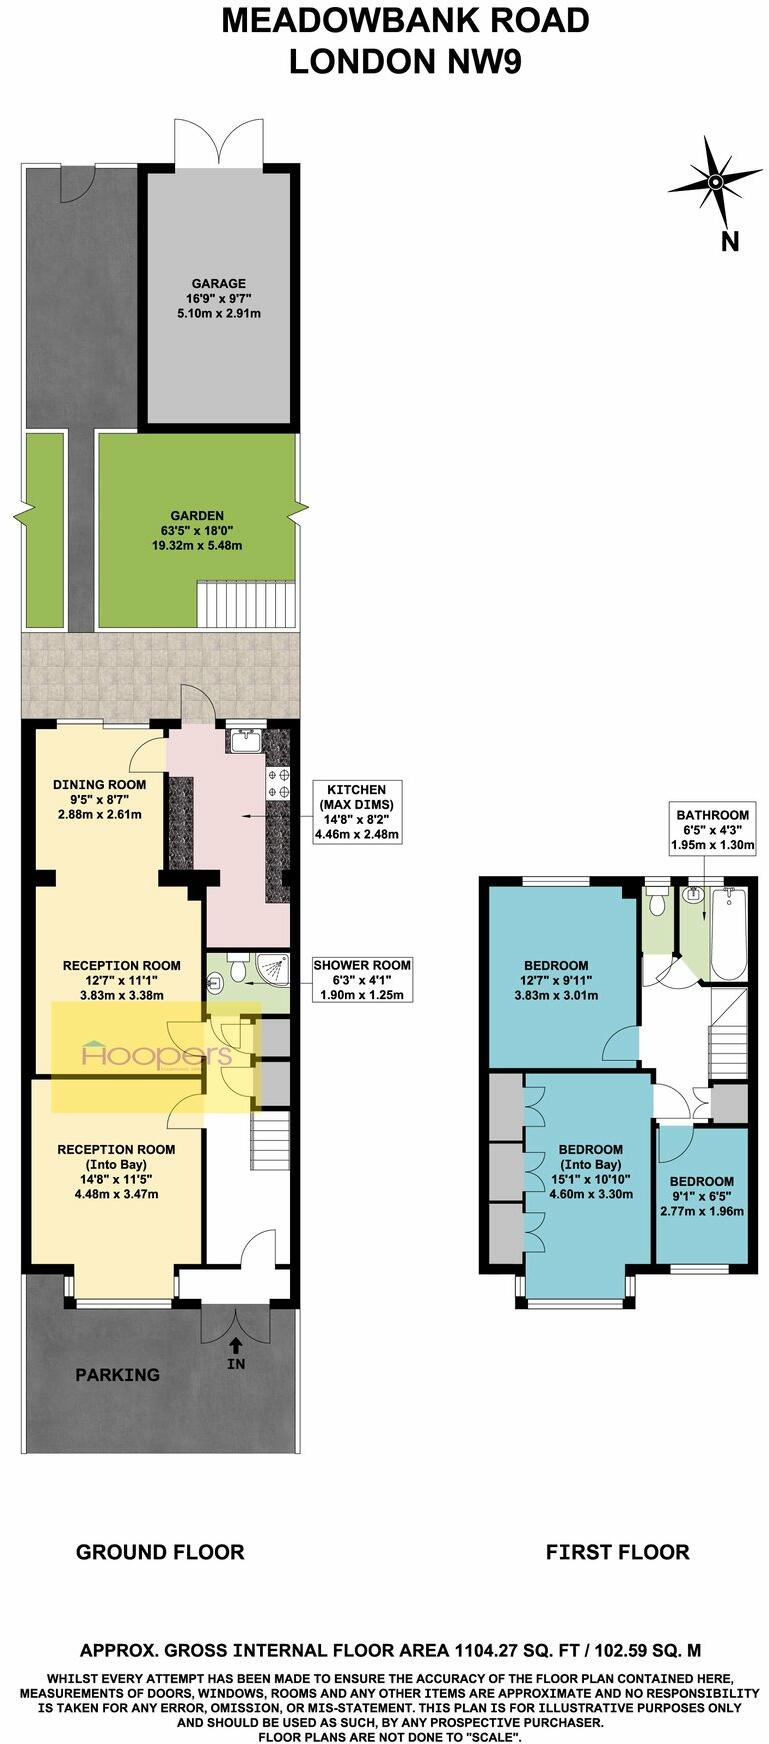 MEADOWBANK ROAD
LONDON NW9
N
GARAGE
16'9" x 9'7"
5.10m x 2.91m
GARDEN
63'5" x 18'0"
19.32m x 5.48m
DINING ROOM
9'5" x 8'7"
2.88m x 2.61m
KITCHEN
(MAX DIMS)
14'8" x 8'2"
4.46m x 2.48m
RECEPTION ROOM
12'7" x 11'1"
3.83m x 3.38m
SHOWER ROOM
6'3" x 4'1"
1.90m x 1.25m
Hoopers
RECEPTION ROOM
(Into Bay)
14'8" x 11'5"
4.48m x 3.47m
IN
PARKING
BATHROOM
6'5" x 4'3"
1.95m x 1.30m
BEDROOM
12'7" x 9'11"
3.83m x 3.01m
BEDROOM
(Into Bay)
15'1" x 10'10"
4.60m x 3.30m
BEDROOM
9'1" x 6'5"
2.77m x 1.96m
GROUND FLOOR
FIRST FLOOR
APPROX. GROSS INTERNAL FLOOR AREA 1104.27 SQ. FT / 102.59 SQ. M
WHILST EVERY ATTEMPT HAS BEEN MADE TO ENSURE THE ACCURACY OF THE FLOOR PLAN CONTAINED HERE,
MEASUREMENTS OF DOORS, WINDOWS, ROOMS AND ANY OTHER ITEMS ARE APPROXIMATE AND NO RESPONSIBILITY
IS TAKEN FOR ANY ERROR, OMISSION, OR MIS-STATEMENT. THIS PLAN IS FOR ILLUSTRATIVE PURPOSES ONLY
AND SHOULD BE USED AS SUCH, BY ANY PROSPECTIVE PURCHASER.
FLOOR PLANS ARE NOT DONE TO "SCALE".